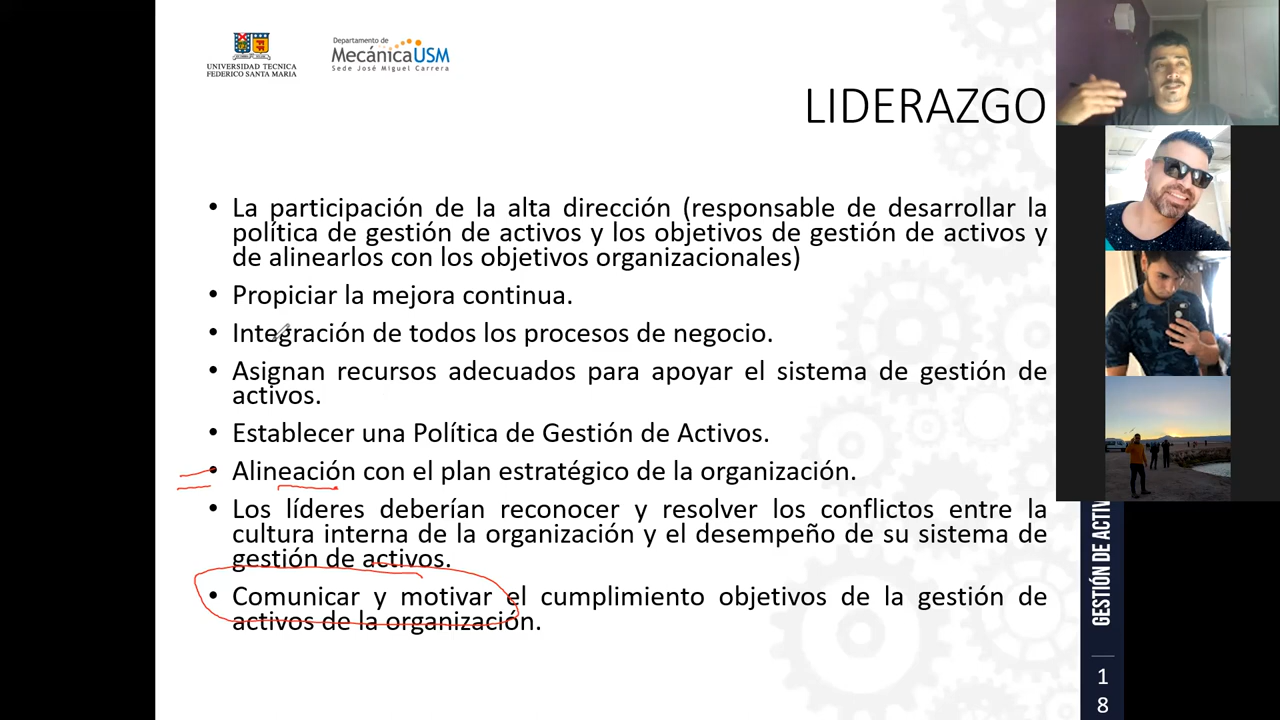 UNIVERSIDAD TECNICA
FEDERICO SANTA MARIA
Departamento de
MecánicaUSM
Sede José Miguel Carrera
LIDERAZGO
• La participación de la alta dirección (responsable de desarrollar la
política de gestión de activos y los objetivos de gestión de activos y
de alinearlos con los objetivos organizacionales)
• Propiciar la mejora continua.
• Integración de todos los procesos de negocio.
• Asignan recursos adecuados para apoyar el sistema de gestión de
activos.
• Establecer una Política de Gestión de Activos.
• Alineación con el plan estratégico de la organización.
• Los líderes deberían reconocer y resolver los conflictos entre la
cultura interna de la organización y el desempeño de su sistema de
gestión de activos.
• Comunicar y motivar el cumplimiento objetivos de la gestión de
activos de la organización.
GESTIÓN DE ACTIV
1
8